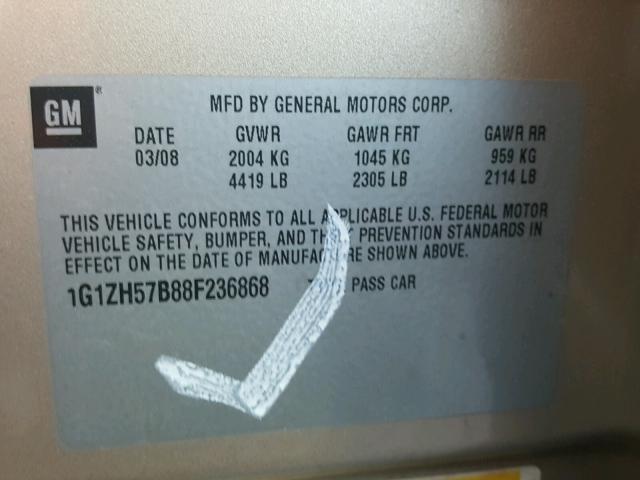 GM®
MFD BY GENERAL MOTORS CORP.
DATE GVWR GAWR FRT GAWR RR
03/08 2004 KG 1045 KG 959 KG
4419 LB 2305 LB 2114 LB
THIS VEHICLE CONFORMS TO ALL APPLICABLE U.S. FEDERAL MOTOR
VEHICLE SAFETY, BUMPER, AND THEFT PREVENTION STANDARDS IN
EFFECT ON THE DATE OF MANUFACTURE SHOWN ABOVE.
1G1ZH57B88F236868 PASS CAR